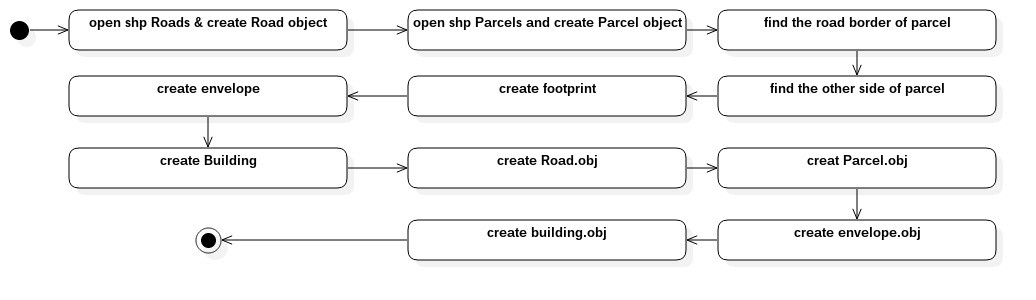 open shp Roads & create Road object
open shp Parcels and create Parcel object
find the road border of parcel
find the other side of parcel
create footprint
create envelope
create Building
create Road.obj
creat Parcel.obj
create envelope.obj
create building.obj